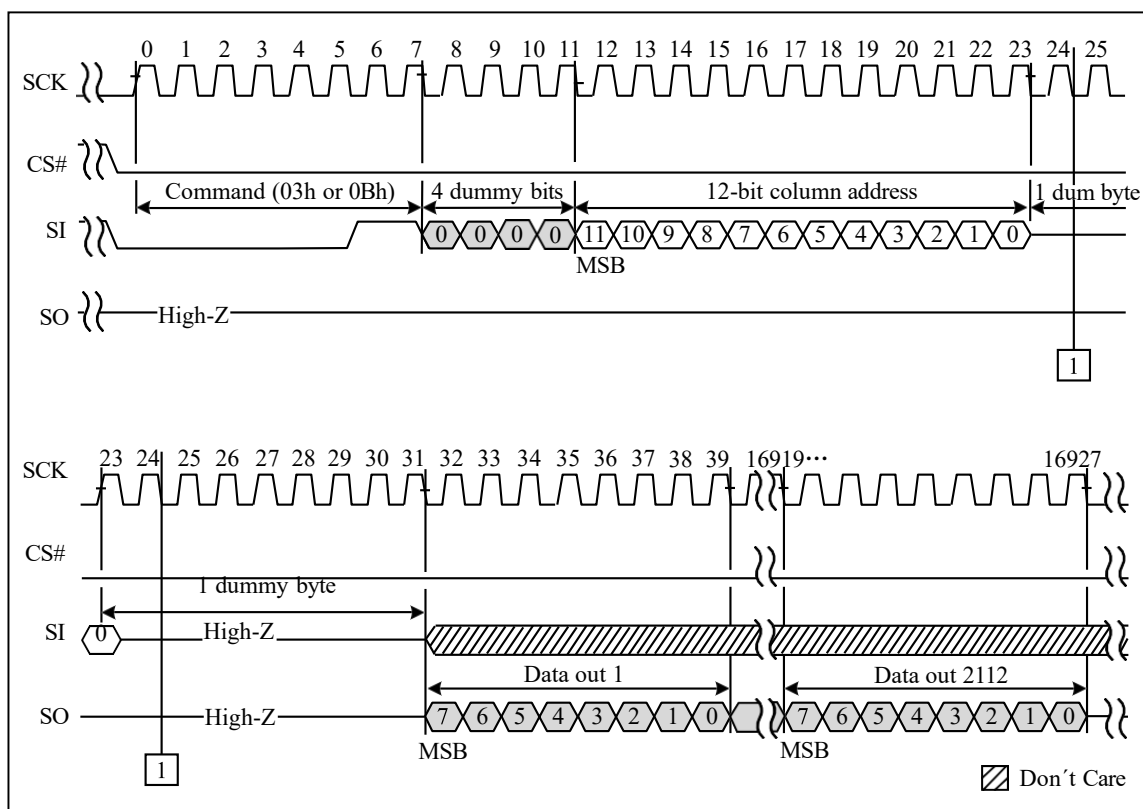 0 1 2 3 4 5 6 7 8 9 10 11 12 13 14 15 16 17 18 19 20 21 22 23 24 25
SCK
CS#
Command (03h or 0Bh) 4 dummy bits 12-bit column address 1 dum byte
SI 0 0 0 0 11 10 9 8 7 6 5 4 3 2 1 0
MSB
SO High-Z
1
23 24 25 26 27 28 29 30 31 32 33 34 35 36 37 38 39 16919... 16927
SCK
CS#
1 dummy byte
SI 0 High-Z
Data out 1 Data out 2112
SO High-Z 7 6 5 4 3 2 1 0 7 6 5 4 3 2 1 0
MSB MSB
1
Don´t Care